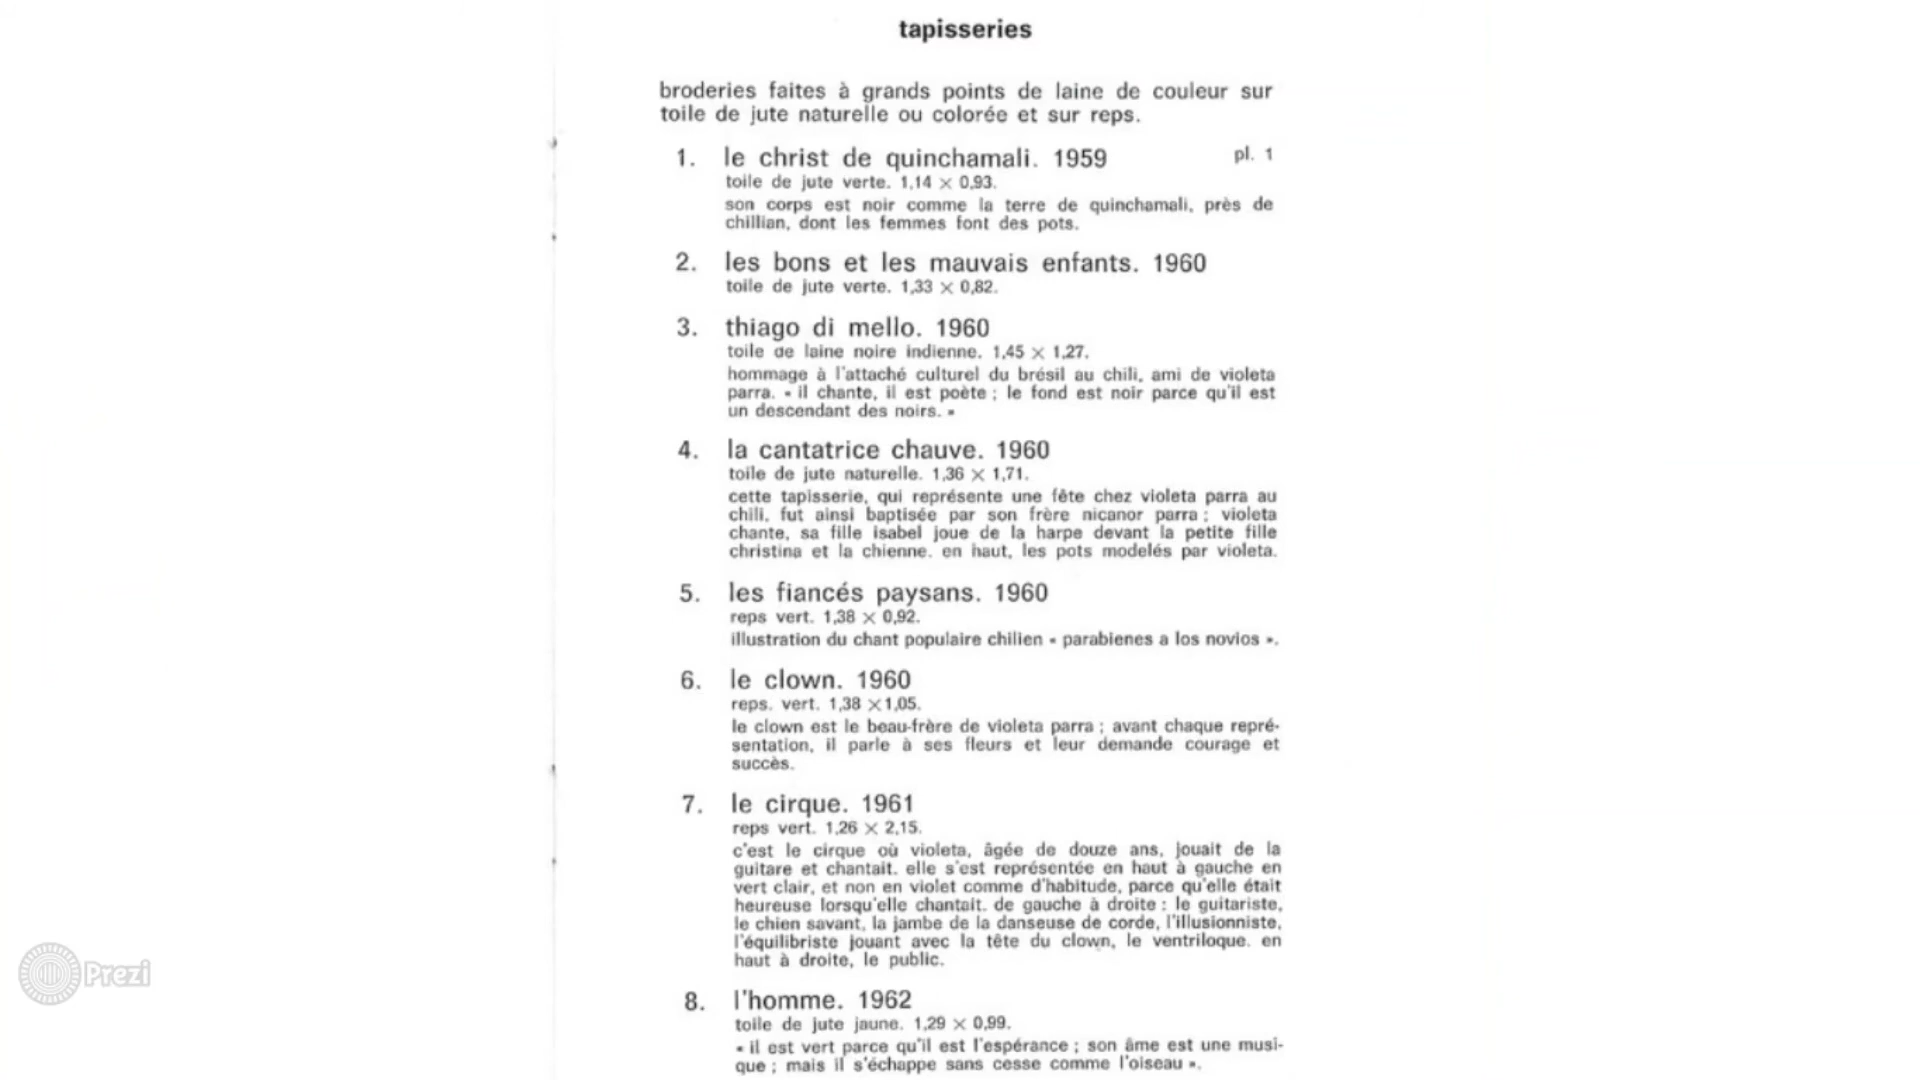 tapisseries
broderies faites à grands points de laine de couleur sur
toile de jute naturelle ou colorée et sur reps.
1. le christ de quinchamali. 1959 pl. 1
toile de jute verte. 1,14 × 0,93.
son corps est noir comme la terre de quinchamali, près de
chillian, dont les femmes font des pots.
2. les bons et les mauvais enfants. 1960
toile de jute verte. 1,33 × 0,82.
3. thiago di mello. 1960
toile de laine noire indienne. 1,45 × 1,27.
hommage à l'attaché culturel du brésil au chili, ami de violeta
parra. « il chante, il est poète ; le fond est noir parce qu'il est
un descendant des noirs. »
4. la cantatrice chauve. 1960
toile de jute naturelle. 1,36 × 1,71.
cette tapisserie, qui représente une fête chez violeta parra au
chili, fut ainsi baptisée par son frère nicanor parra ; violeta
chante, sa fille isabel joue de la harpe devant la petite fille
christina et la chienne. en haut, les pots modelés par violeta.
5. les fiancés paysans. 1960
reps vert. 1,38 × 0,92.
illustration du chant populaire chilien « parabienes a los novios ».
6. le clown. 1960
reps. vert. 1,38 ×1,05.
le clown est le beau-frère de violeta parra ; avant chaque repré-
sentation, il parle à ses fleurs et leur demande courage et
succès.
7. le cirque. 1961
reps vert. 1,26 × 2,15.
c'est le cirque où violeta, âgée de douze ans, jouait de la
guitare et chantait. elle s'est représentée en haut à gauche en
vert clair, et non en violet comme d'habitude, parce qu'elle était
heureuse lorsqu'elle chantait. de gauche à droite : le guitariste,
le chien savant, la jambe de la danseuse de corde, l'illusionniste,
l'équilibriste jouant avec la tête du clown, le ventriloque. en
haut à droite, le public.
8. l'homme. 1962
toile de jute jaune. 1,29 × 0,99.
« il est vert parce qu'il est l'espérance ; son âme est une musi-
que ; mais il s'échappe sans cesse comme l'oiseau ».
Prezi